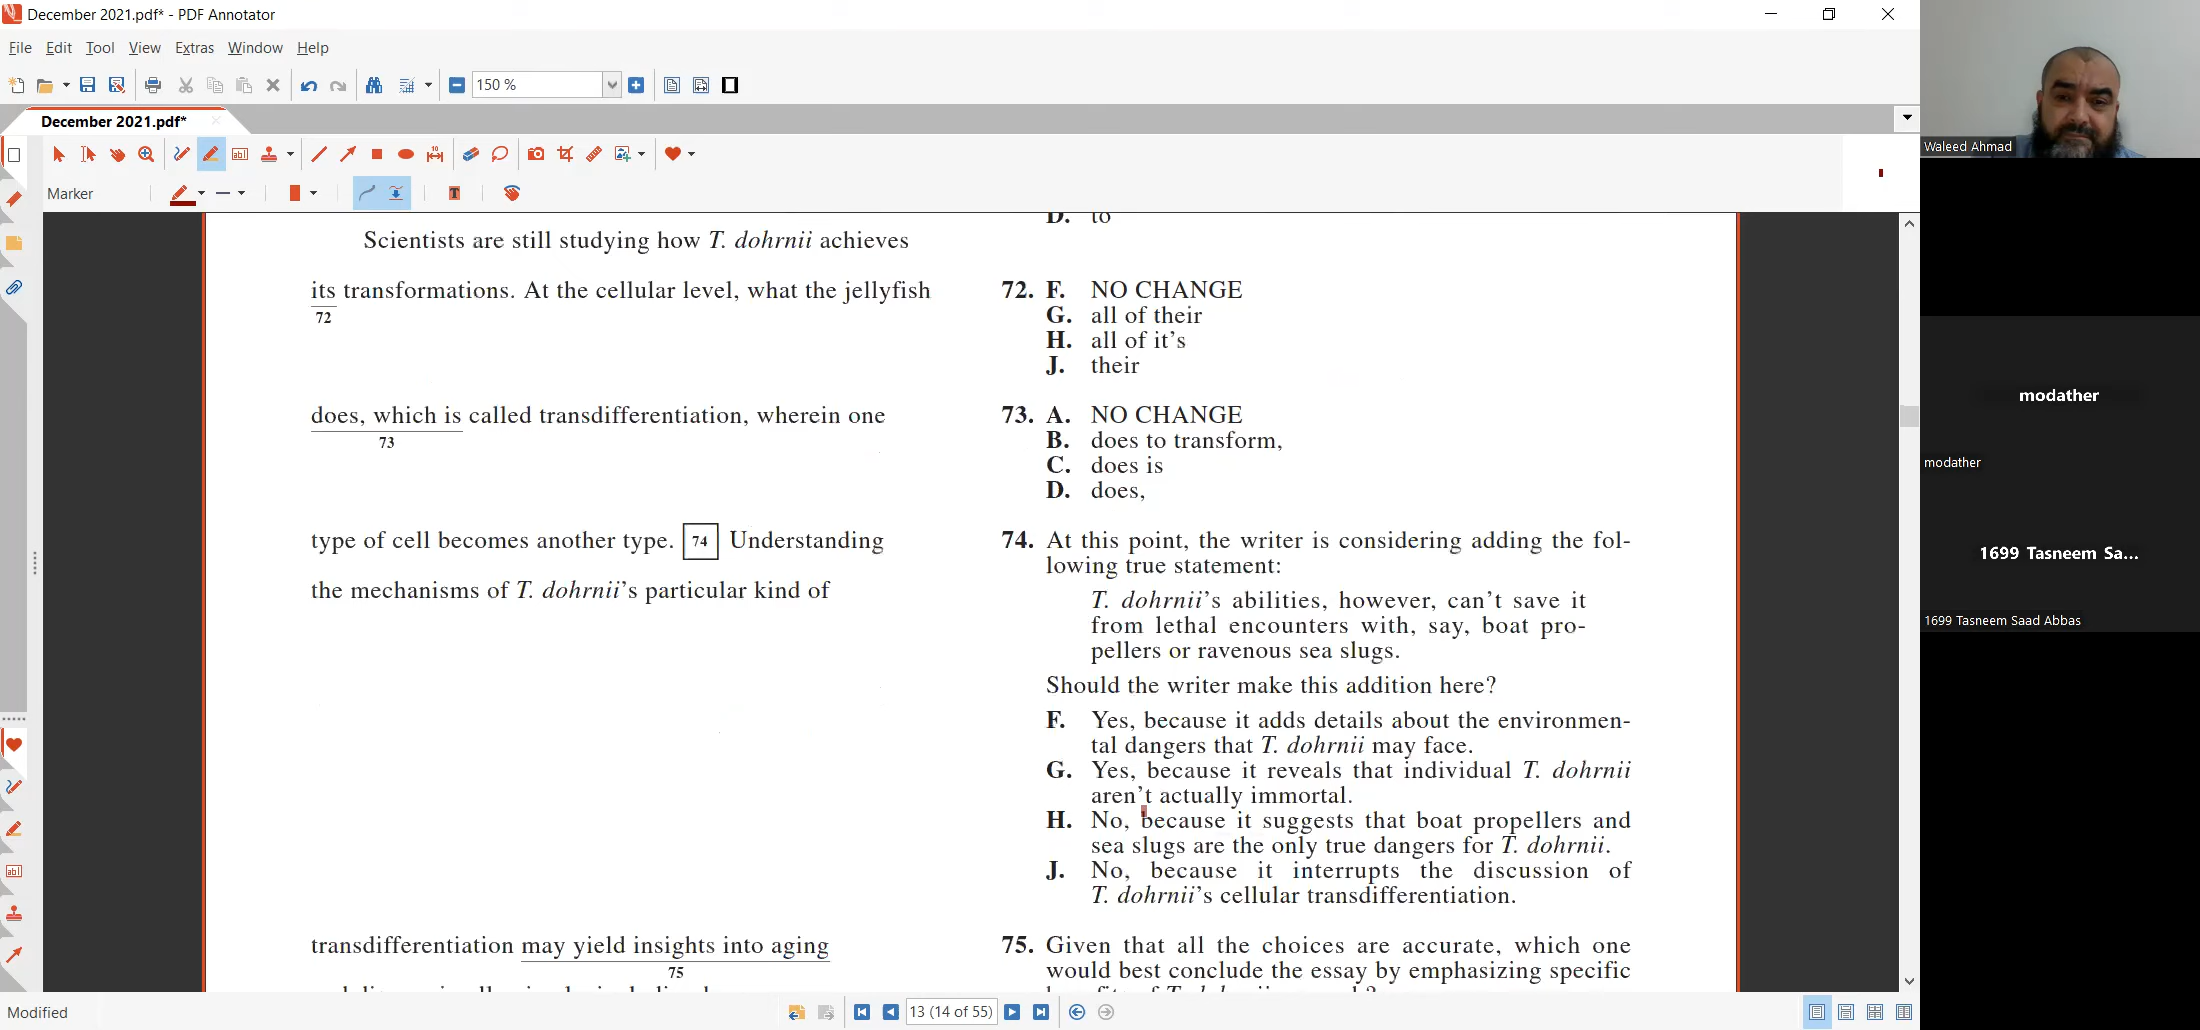 December 2021.pdf* - PDF Annotator
File Edit Tool View Extras Window Help
150 %
December 2021.pdf*
Marker
Scientists are still studying how T. dohrnii achieves
its transformations. At the cellular level, what the jellyfish
72
does, which is called transdifferentiation, wherein one
73
type of cell becomes another type. 74 Understanding
the mechanisms of T. dohrnii's particular kind of
transdifferentiation may yield insights into aging
75
D. to
72. F. NO CHANGE
G. all of their
H. all of it's
J. their
73. A. NO CHANGE
B. does to transform,
C. does is
D. does,
74. At this point, the writer is considering adding the fol-
lowing true statement:
T. dohrnii's abilities, however, can't save it
from lethal encounters with, say, boat pro-
pellers or ravenous sea slugs.
Should the writer make this addition here?
F. Yes, because it adds details about the environmen-
tal dangers that T. dohrnii may face.
G. Yes, because it reveals that individual T. dohrnii
aren't actually immortal.
H. No, because it suggests that boat propellers and
sea slugs are the only true dangers for T. dohrnii.
J. No, because it interrupts the discussion of
T. dohrnii's cellular transdifferentiation.
75. Given that all the choices are accurate, which one
would best conclude the essay by emphasizing specific
Modified
13 (14 of 55)
Waleed Ahmad
modather
modather
1699 Tasneem Sa...
1699 Tasneem Saad Abbas